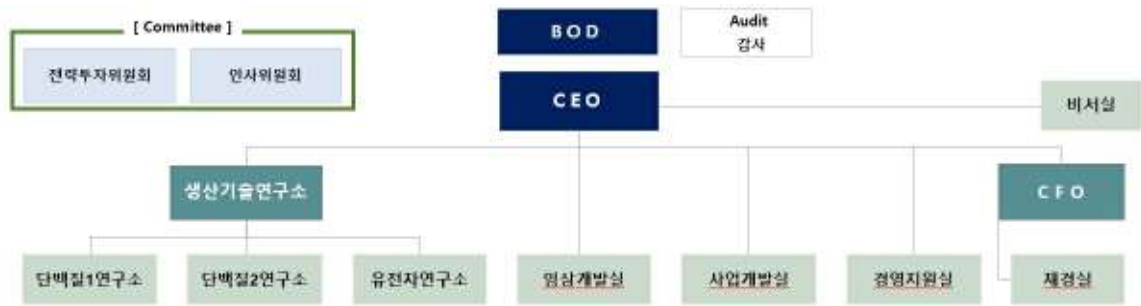 [ Committee ]
전략투자위원회
인사위원회
BOD
Audit
감사
CEO
비서실
생산기술연구소
CFO
단백질1연구소
단백질2연구소
유전자연구소
임상개발실
사업개발실
경영지원실
재경실